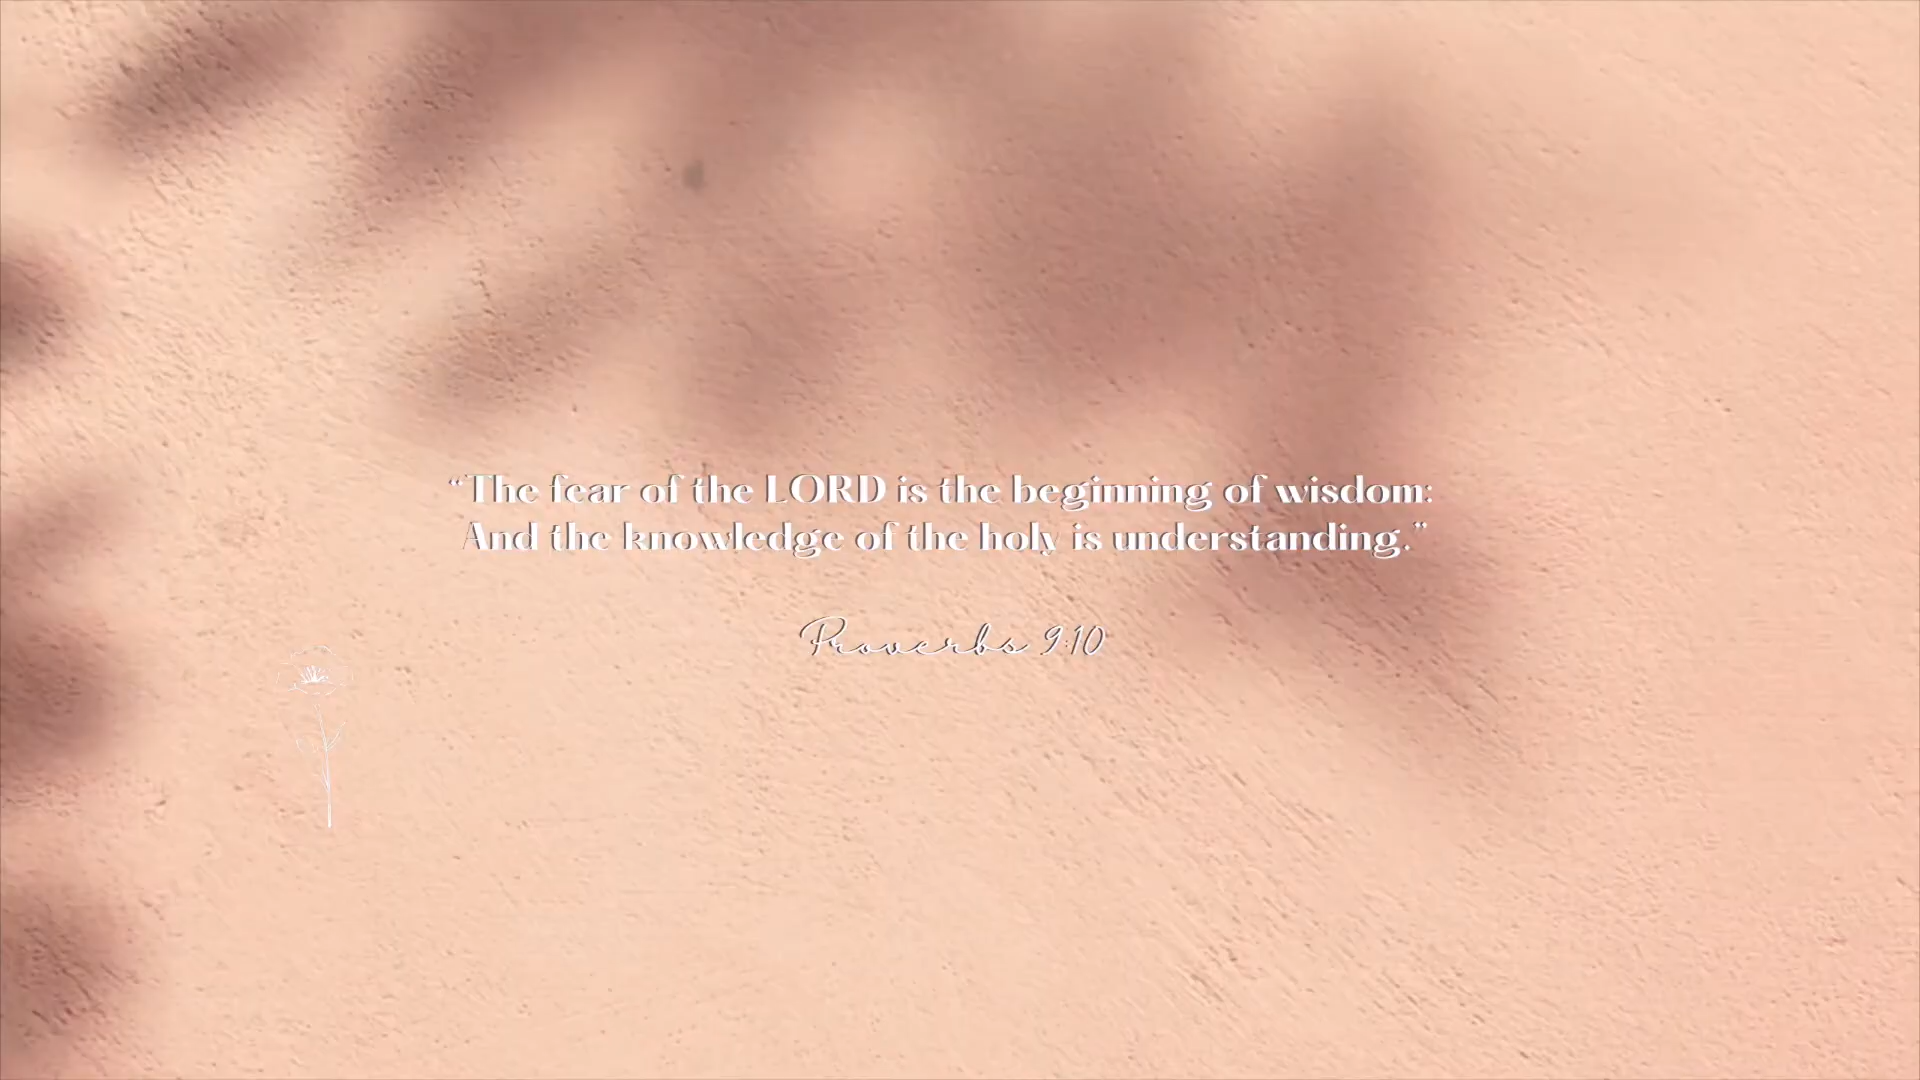 “The fear of the LORD is the beginning of wisdom:
And the knowledge of the holy is understanding.”
Proverbs 9:10